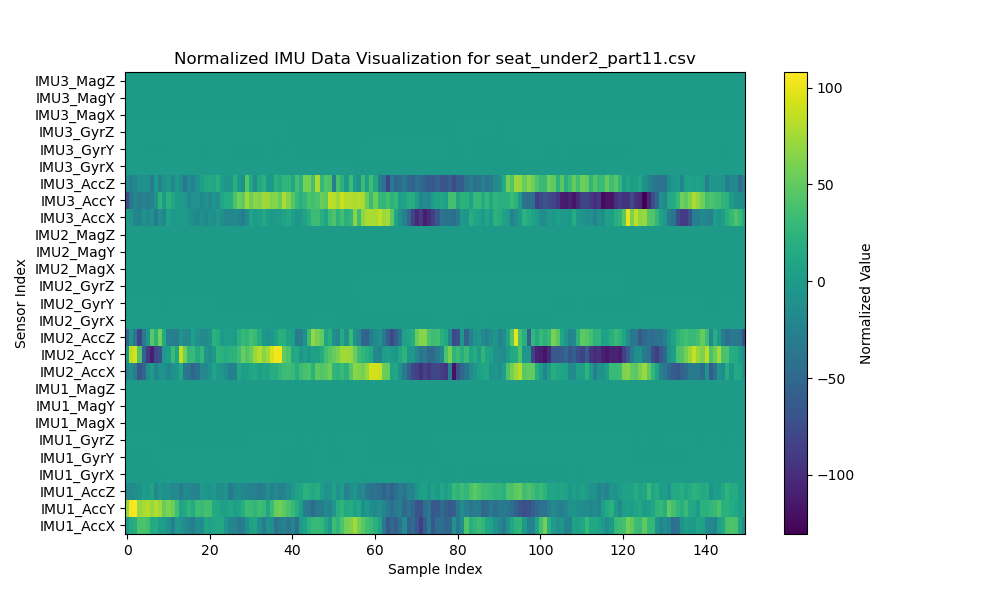 Normalized IMU Data Visualization for seat_under2_part11.csv
IMU3_MagZ
IMU3_MagY
IMU3_MagX
IMU3_GyrZ
IMU3_GyrY
IMU3_GyrX
IMU3_AccZ
IMU3_AccY
IMU3_AccX
IMU2_MagZ
IMU2_MagY
IMU2_MagX
IMU2_GyrZ
IMU2_GyrY
IMU2_GyrX
IMU2_AccZ
IMU2_AccY
IMU2_AccX
IMU1_MagZ
IMU1_MagY
IMU1_MagX
IMU1_GyrZ
IMU1_GyrY
IMU1_GyrX
IMU1_AccZ
IMU1_AccY
IMU1_AccX
Sensor Index
0 20 40 60 80 100 120 140
Sample Index
100
50
0
−50
−100
Normalized Value